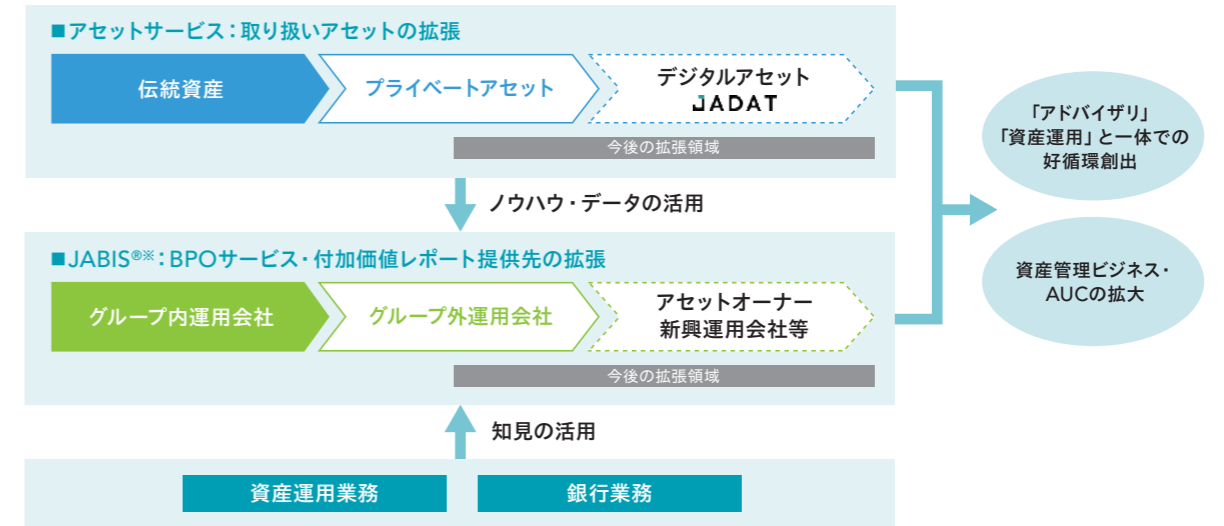 ■アセットサービス：取り扱いアセットの拡張
伝統資産
プライベートアセット
デジタルアセット
JADAT
今後の拡張領域
ノウハウ・データの活用
■JABIS®※：BPOサービス・付加価値レポート提供先の拡張
グループ内運用会社
グループ外運用会社
アセットオーナー
新興運用会社等
今後の拡張領域
知見の活用
資産運用業務
銀行業務
「アドバイザリ」
「資産運用」と一体での
好循環創出
資産管理ビジネス・
AUCの拡大